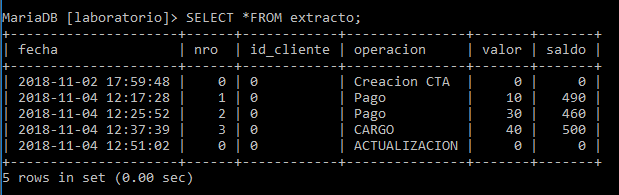 MariaDB [laboratorio]> SELECT *FROM extracto;
+---------------------+------+------------+---------------+-------+-------+
| fecha               | nro  | id_cliente | operacion     | valor | saldo |
+---------------------+------+------------+---------------+-------+-------+
| 2018-11-02 17:59:48 |    0 | 0          | Creacion CTA  |     0 |     0 |
| 2018-11-04 12:17:28 |    1 | 0          | Pago          |    10 |   490 |
| 2018-11-04 12:25:52 |    2 | 0          | Pago          |    30 |   460 |
| 2018-11-04 12:37:39 |    3 | 0          | CARGO         |    40 |   500 |
| 2018-11-04 12:51:02 |    0 | 0          | ACTUALIZACION |     0 |     0 |
+---------------------+------+------------+---------------+-------+-------+
5 rows in set (0.00 sec)